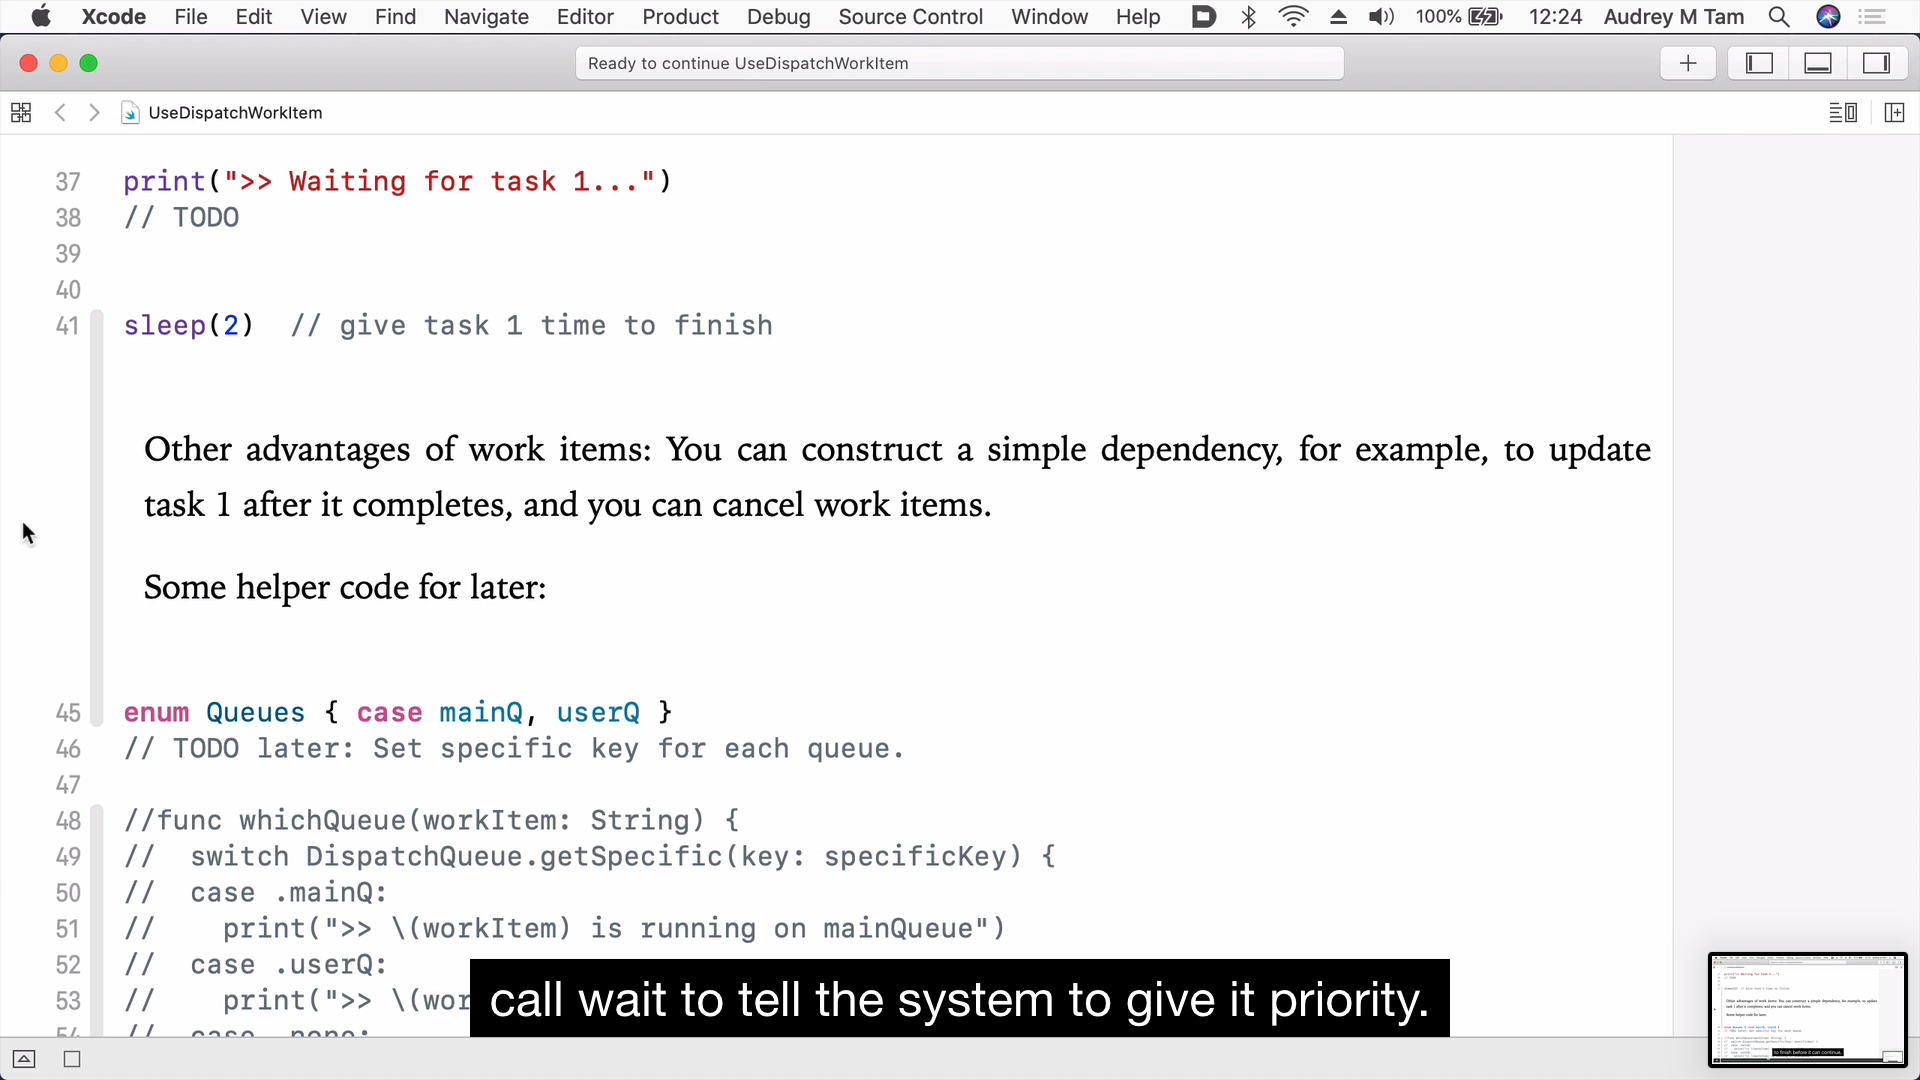 Xcode File Edit View Find Navigate Editor Product Debug Source Control Window Help 100% 12:24 Audrey M Tam
Ready to continue UseDispatchWorkItem
UseDispatchWorkItem
37 print(">> Waiting for task 1...")
38 // TODO
39
40
41 sleep(2)  // give task 1 time to finish
Other advantages of work items: You can construct a simple dependency, for example, to update
task 1 after it completes, and you can cancel work items.
Some helper code for later:
45 enum Queues { case mainQ, userQ }
46 // TODO later: Set specific key for each queue.
47
48 //func whichQueue(workItem: String) {
49 //  switch DispatchQueue.getSpecific(key: specificKey) {
50 //  case .mainQ:
51 //    print(">> \(workItem) is running on mainQueue")
52 //  case .userQ:
53 //    print(">> \(wor
54 //  case .none:
call wait to tell the system to give it priority.